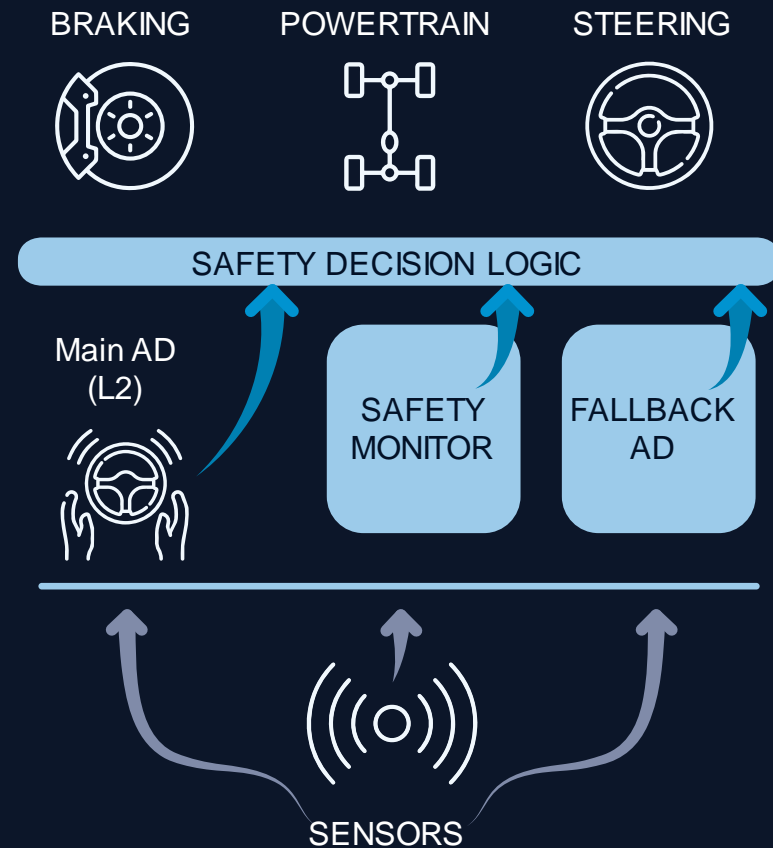 BRAKING
POWERTRAIN
STEERING
SAFETY DECISION LOGIC
Main AD
(L2)
SAFETY
MONITOR
FALLBACK
AD
SENSORS